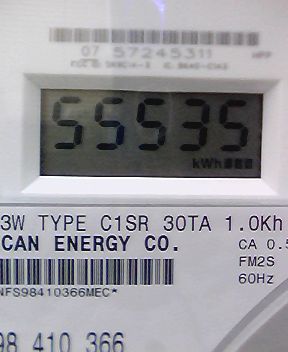 07 57245311 HPF
55535
kWh
3W TYPE C1SR 30TA 1.0Kh
CAN ENERGY CO.
CA 0.5
FM2S
60Hz
NFS98410366MEC*
98 410 366